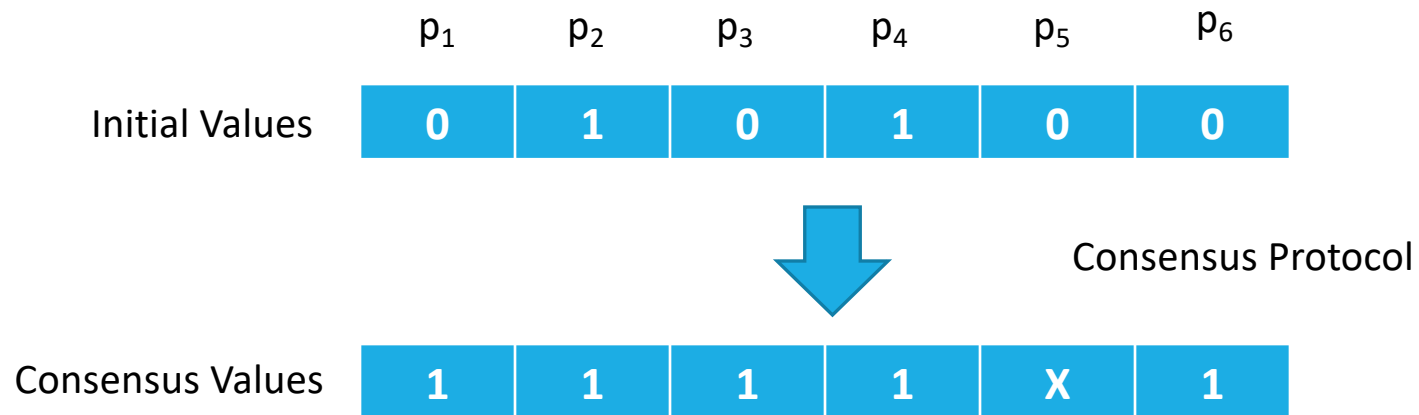 p₁ p₂ p₃ p₄ p₅ p₆
Initial Values 0 1 0 1 0 0
Consensus Protocol
Consensus Values 1 1 1 1 X 1